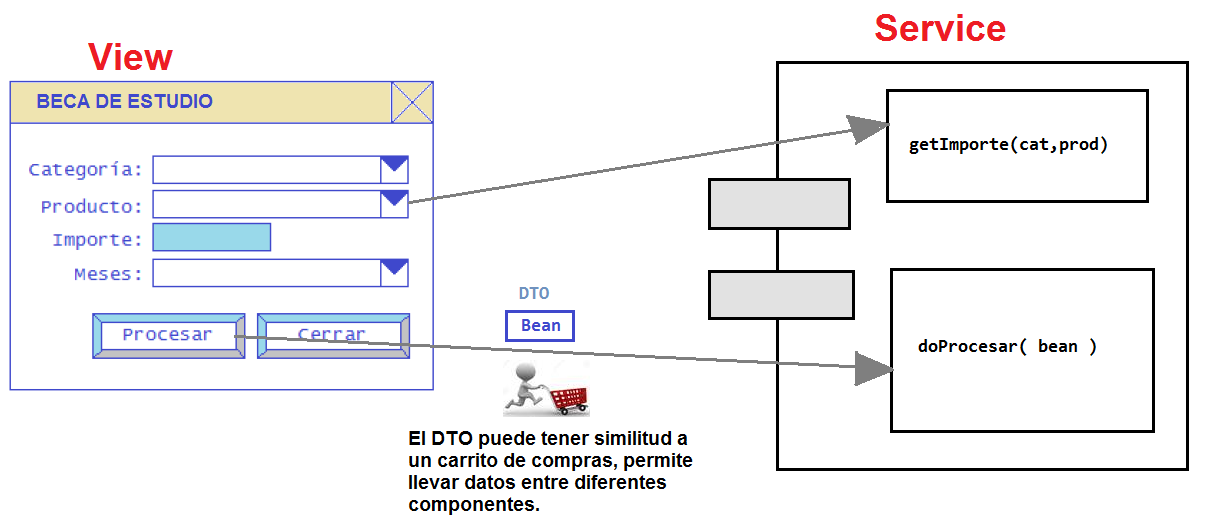 View
Service
BECA DE ESTUDIO
Categoría:
Producto:
Importe:
Meses:
Procesar
Cerrar
getImporte(cat,prod)
DTO
Bean
doProcesar( bean )
El DTO puede tener similitud a
un carrito de compras, permite
llevar datos entre diferentes
componentes.